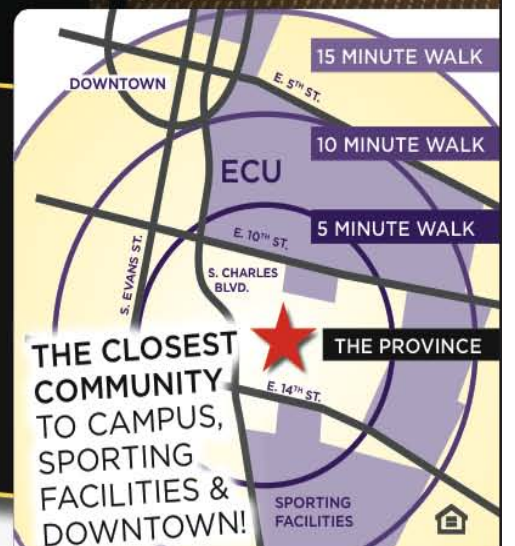 15 MINUTE WALK
DOWNTOWN
E. 5TH ST.
10 MINUTE WALK
ECU
5 MINUTE WALK
E. 10TH ST.
S. EVANS ST.
S. CHARLES
BLVD.
THE PROVINCE
THE CLOSEST
COMMUNITY
TO CAMPUS,
SPORTING
FACILITIES &
DOWNTOWN!
E. 14TH ST.
SPORTING
FACILITIES